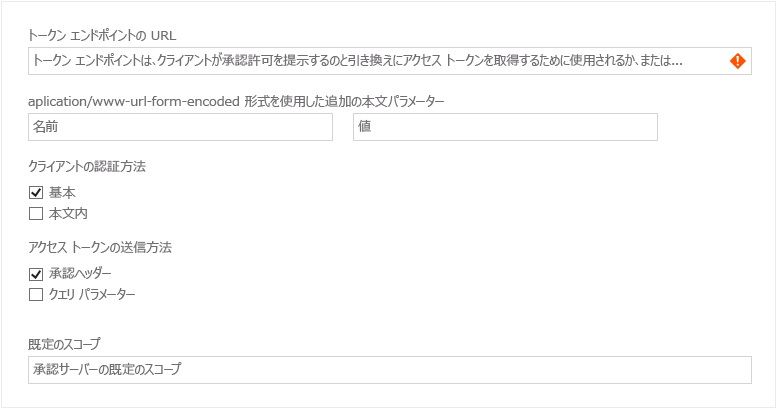 トークン エンドポイントの URL
トークン エンドポイントは、クライアントが承認許可を提示するのと引き換えにアクセス トークンを取得するために使用されるか、または...
aplication/www-url-form-encoded 形式を使用した追加の本文パラメーター
名前 値
クライアントの認証方法
基本
本文内
アクセス トークンの送信方法
承認ヘッダー
クエリ パラメーター
既定のスコープ
承認サーバーの既定のスコープ